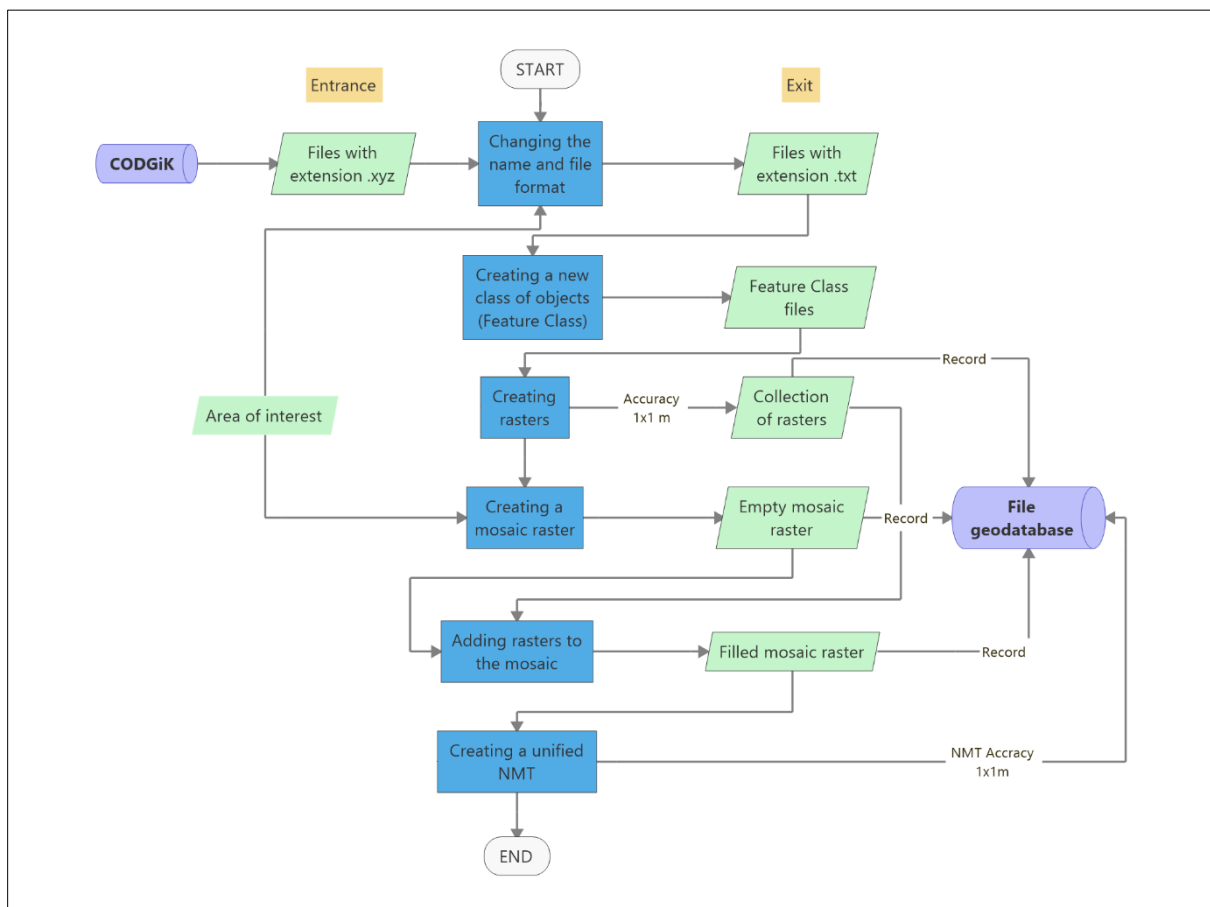 START
Entrance
Exit
CODGiK
Files with
extension .xyz
Changing the
name and file
format
Files with
extension .txt
Creating a new
class of objects
(Feature Class)
Feature Class
files
Record
Area of interest
Creating
rasters
Accuracy
1x1 m
Collection
of rasters
Creating a
mosaic raster
Empty mosaic
raster
Record
File
geodatabase
Adding rasters to
the mosaic
Filled mosaic raster
Record
Creating a unified
NMT
NMT Accracy
1x1m
END